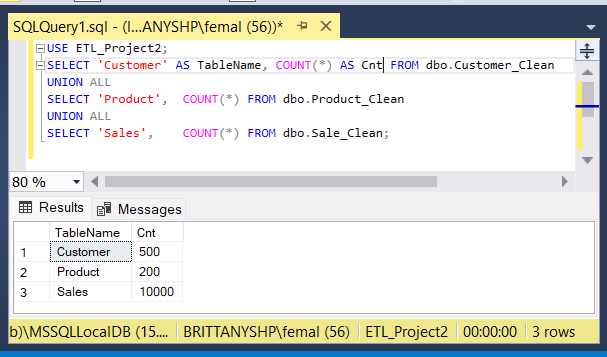 SQLQuery1.sql - (l...ANYSHP\femal (56))*
USE ETL_Project2;
SELECT 'Customer' AS TableName, COUNT(*) AS Cnt FROM dbo.Customer_Clean
UNION ALL
SELECT 'Product',  COUNT(*) FROM dbo.Product_Clean
UNION ALL
SELECT 'Sales',    COUNT(*) FROM dbo.Sale_Clean;
80 %
Results Messages
TableName Cnt
1 Customer 500
2 Product 200
3 Sales 10000
b)\MSSQLLocalDB (15.... BRITTANYSHP\femal (56) ETL_Project2 00:00:00 3 rows